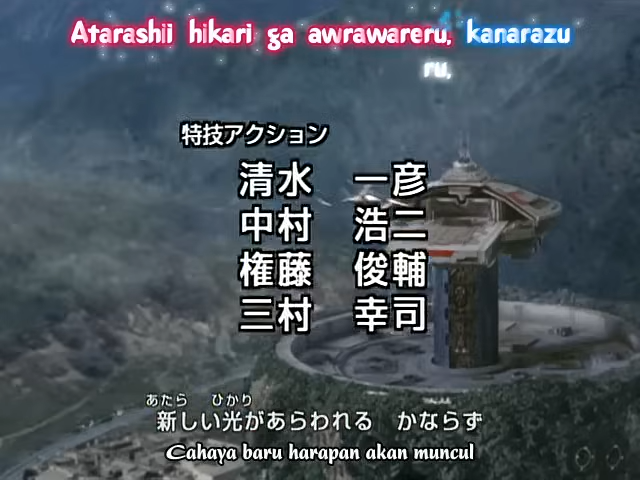 Atarashii hikari ga awrawareru, kanarazu
ru,
特技アクション
清水 一彦
中村 浩二
権藤 俊輔
三村 幸司
あたら ひかり
新しい光があらわれる かならず
Cahaya baru harapan akan muncul